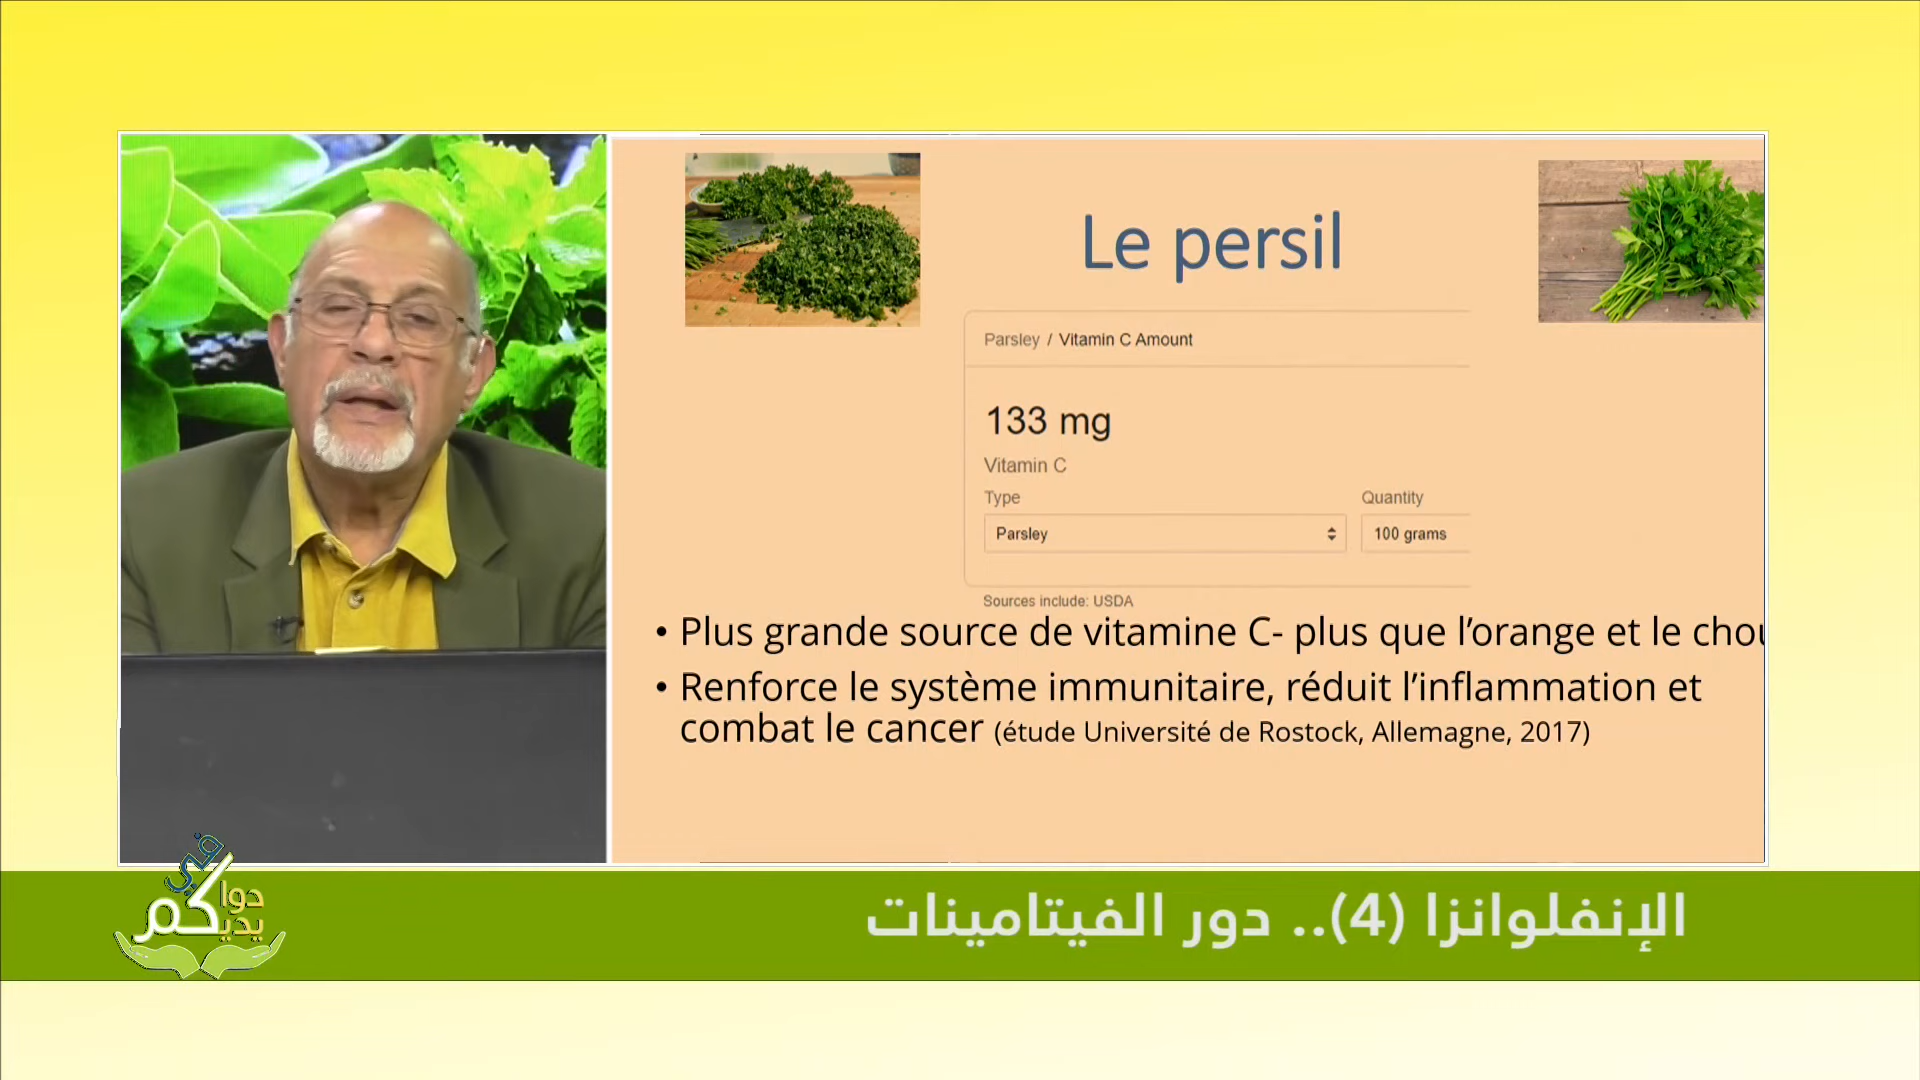 Le persil
Parsley / Vitamin C Amount
133 mg
Vitamin C
Type
Quantity
Parsley
100 grams
Sources include: USDA
• Plus grande source de vitamine C- plus que l’orange et le chou
• Renforce le système immunitaire, réduit l’inflammation et
combat le cancer (étude Université de Rostock, Allemagne, 2017)
الإنفلوانزا (4).. دور الفيتامينات
دواكم في يديكم